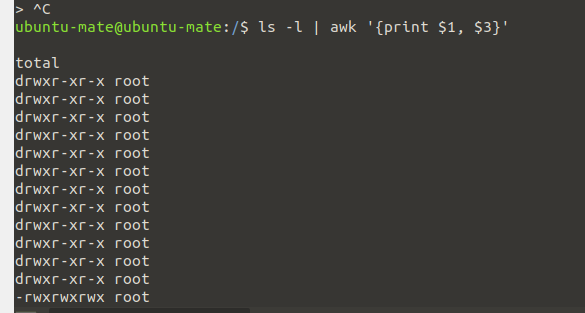 > ^C
ubuntu-mate@ubuntu-mate:/$ ls -l | awk '{print $1, $3}'
total
drwxr-xr-x root
drwxr-xr-x root
drwxr-xr-x root
drwxr-xr-x root
drwxr-xr-x root
drwxr-xr-x root
drwxr-xr-x root
drwxr-xr-x root
drwxr-xr-x root
drwxr-xr-x root
drwxr-xr-x root
drwxr-xr-x root
-rwxrwxrwx root